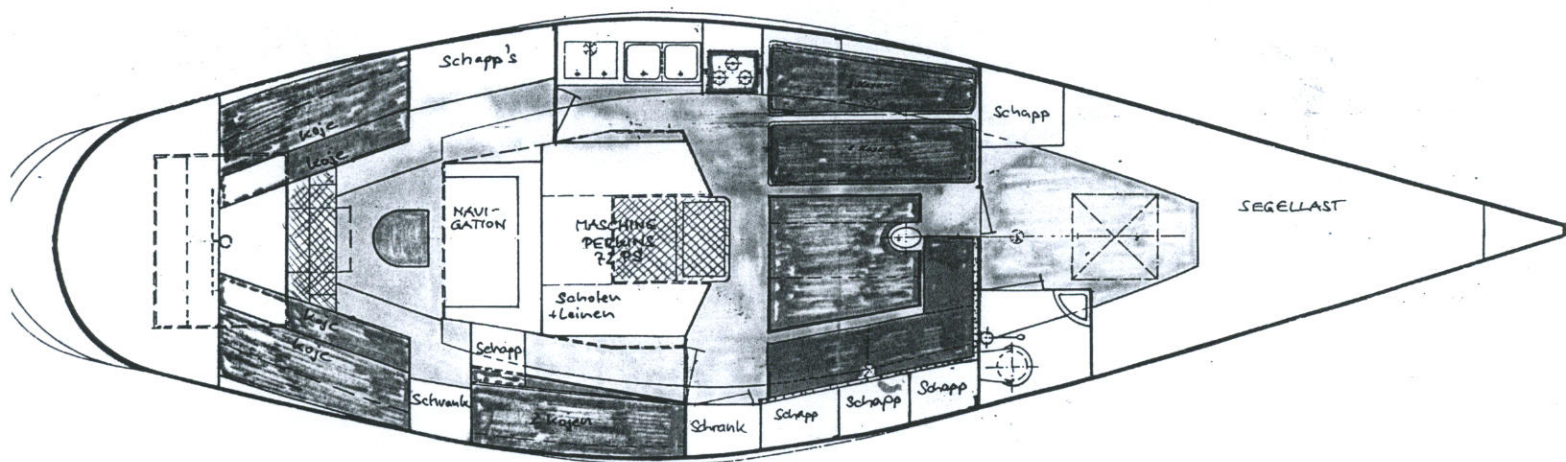 Schapp's
Koje
Koje
Schapp
SEGELLAST
NAVI-
GATION
MASCHINE
PERKINS
72 PS
Schoten
+ Leinen
Koje
Koje
Schapp
Schrank
2 Kojen
Schrank
Schapp
Schapp
Schapp